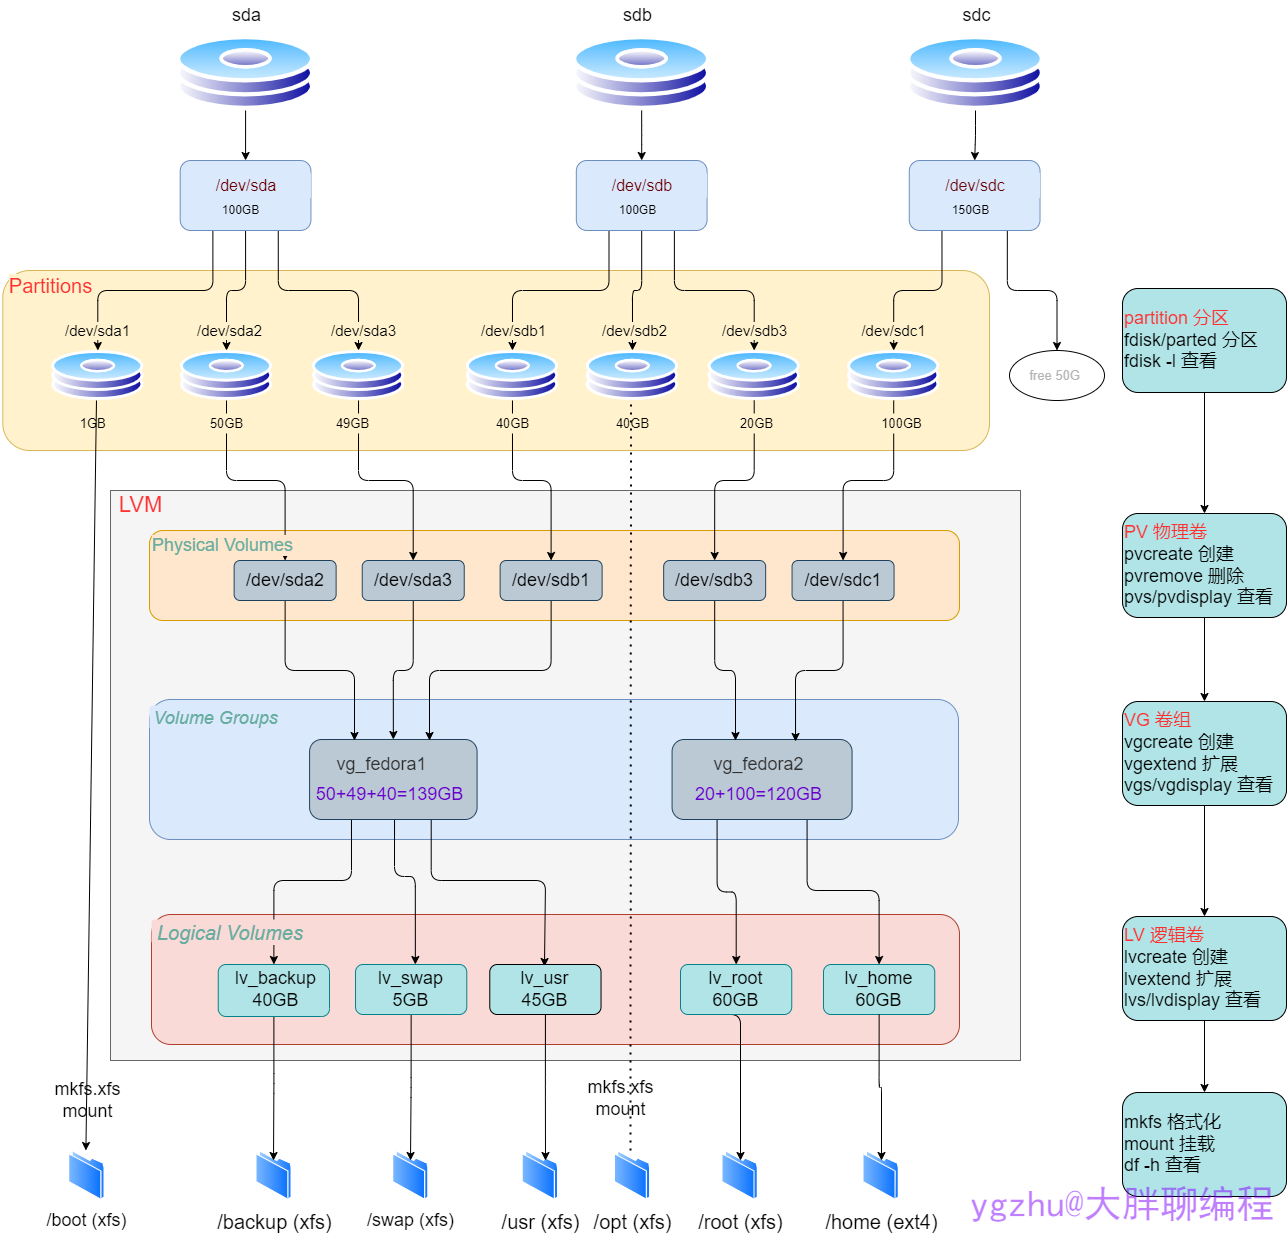 sda
sdb
sdc
/dev/sda
100GB
/dev/sdb
100GB
/dev/sdc
150GB
Partitions
/dev/sda1
/dev/sda2
/dev/sda3
/dev/sdb1
/dev/sdb2
/dev/sdb3
/dev/sdc1
free 50G
1GB
50GB
49GB
40GB
40GB
20GB
100GB
partition 分区
fdisk/parted 分区
fdisk -l 查看
LVM
Physical Volumes
/dev/sda2
/dev/sda3
/dev/sdb1
/dev/sdb3
/dev/sdc1
PV 物理卷
pvcreate 创建
pvremove 删除
pvs/pvdisplay 查看
Volume Groups
vg_fedora1
50+49+40=139GB
vg_fedora2
20+100=120GB
VG 卷组
vgcreate 创建
vgextend 扩展
vgs/vgdisplay 查看
Logical Volumes
lv_backup
40GB
lv_swap
5GB
lv_usr
45GB
lv_root
60GB
lv_home
60GB
LV 逻辑卷
lvcreate 创建
lvextend 扩展
lvs/lvdisplay 查看
mkfs.xfs
mount
mkfs.xfs
mount
mkfs 格式化
mount 挂载
df -h 查看
/boot (xfs)
/backup (xfs)
/swap (xfs)
/usr (xfs)
/opt (xfs)
/root (xfs)
/home (ext4)
ygzhu@大胖聊编程